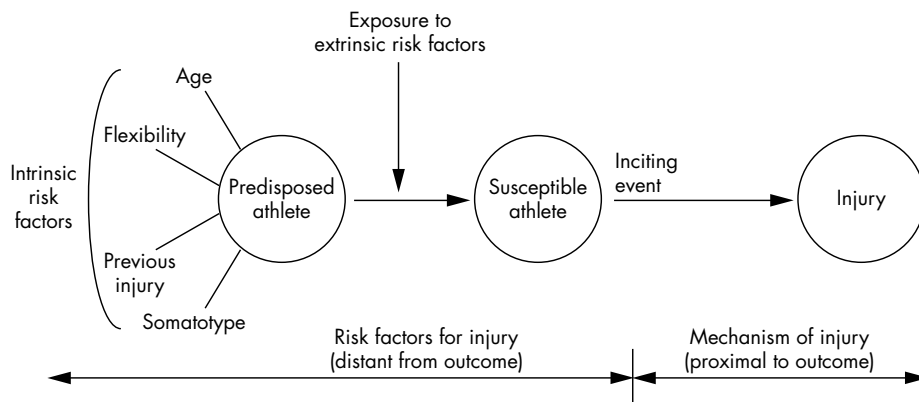 Exposure to
extrinsic risk factors
Age
Flexibility
Intrinsic
risk
factors
Predisposed
athlete
Susceptible
athlete
Inciting
event
Injury
Previous
injury
Somatotype
Risk factors for injury
(distant from outcome)
Mechanism of injury
(proximal to outcome)